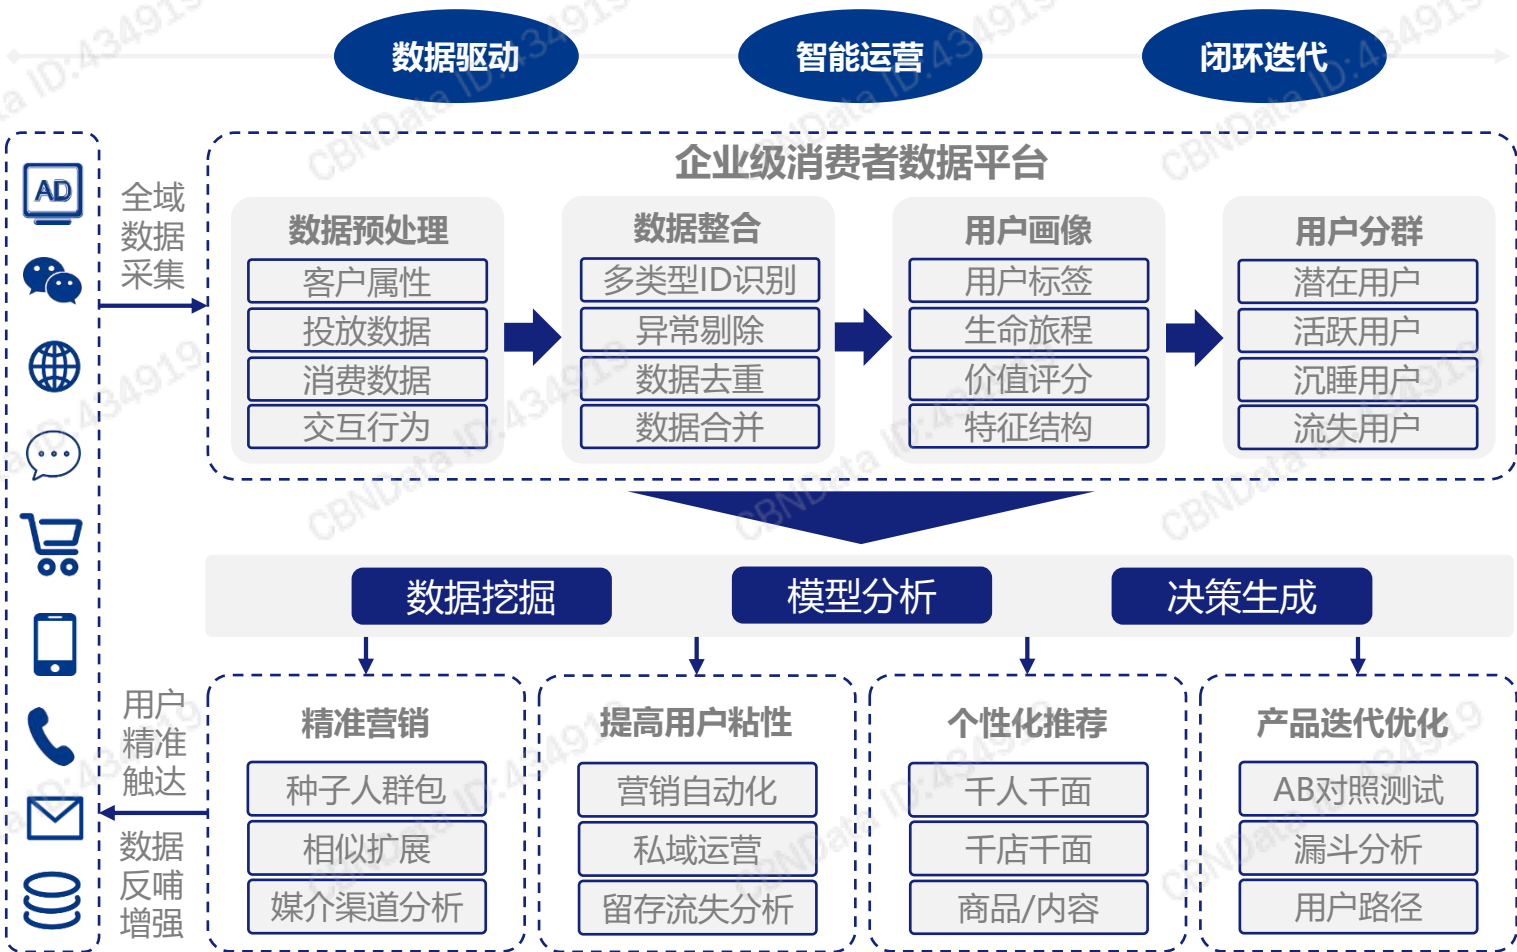 数据驱动
智能运营
闭环迭代
企业级消费者数据平台
AD
全域
数据
采集
数据预处理
客户属性
投放数据
消费数据
交互行为
数据整合
多类型ID识别
异常剔除
数据去重
数据合并
用户画像
用户标签
生命旅程
价值评分
特征结构
用户分群
潜在用户
活跃用户
沉睡用户
流失用户
数据挖掘
模型分析
决策生成
用户
精准
触达
数据
反哺
增强
精准营销
种子人群包
相似扩展
媒介渠道分析
提高用户粘性
营销自动化
私域运营
留存流失分析
个性化推荐
千人千面
千店千面
商品/内容
产品迭代优化
AB对照测试
漏斗分析
用户路径
CBNData ID:434919